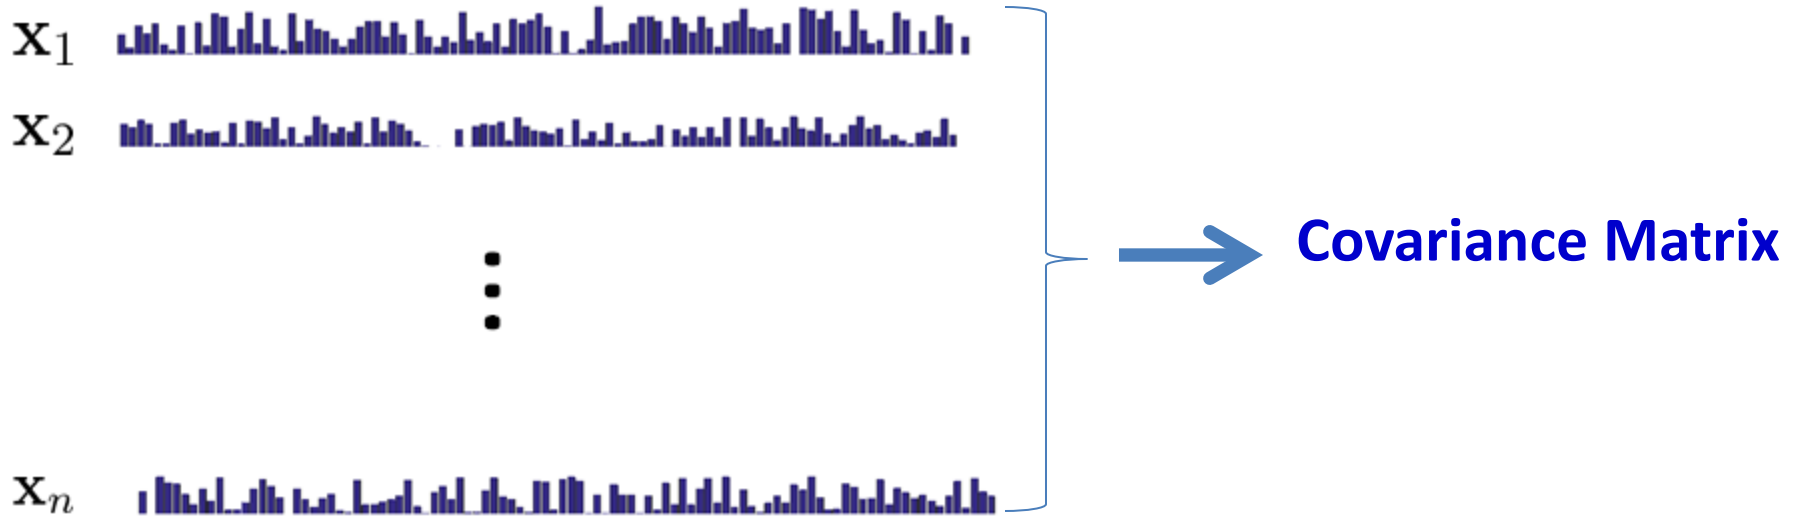 x₁
x₂
Covariance Matrix
xₙ